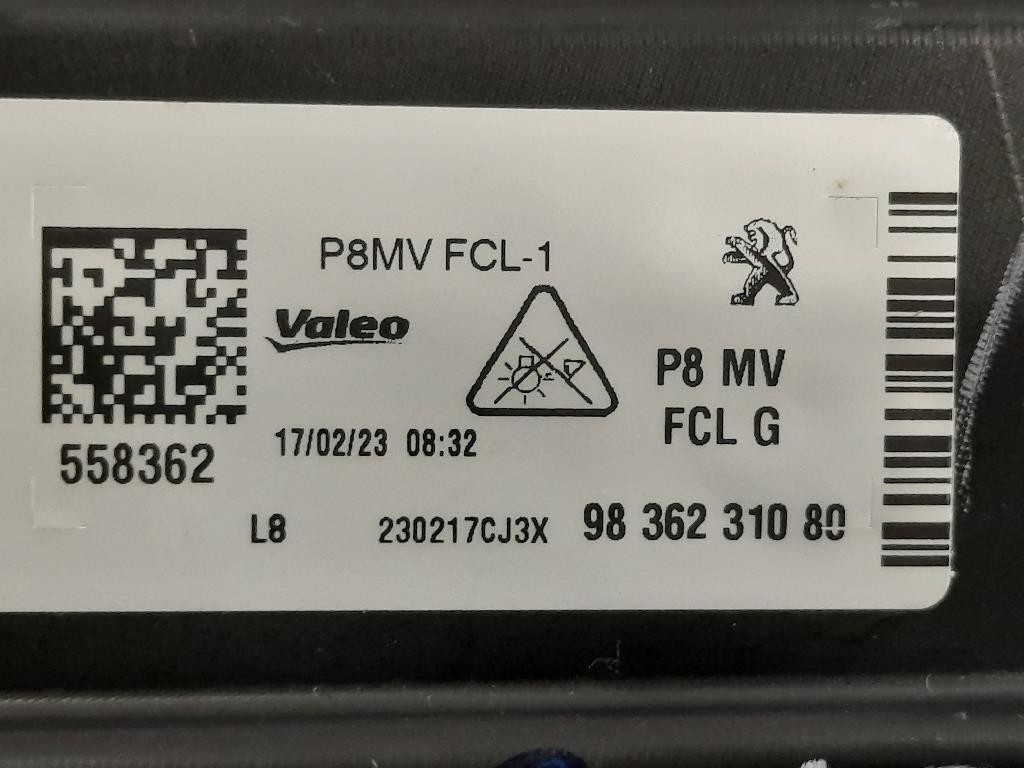 P8MV FCL-1
Valeo
P8 MV
FCL G
17/02/23 08:32
558362
L8 230217CJ3X 98 362 310 80